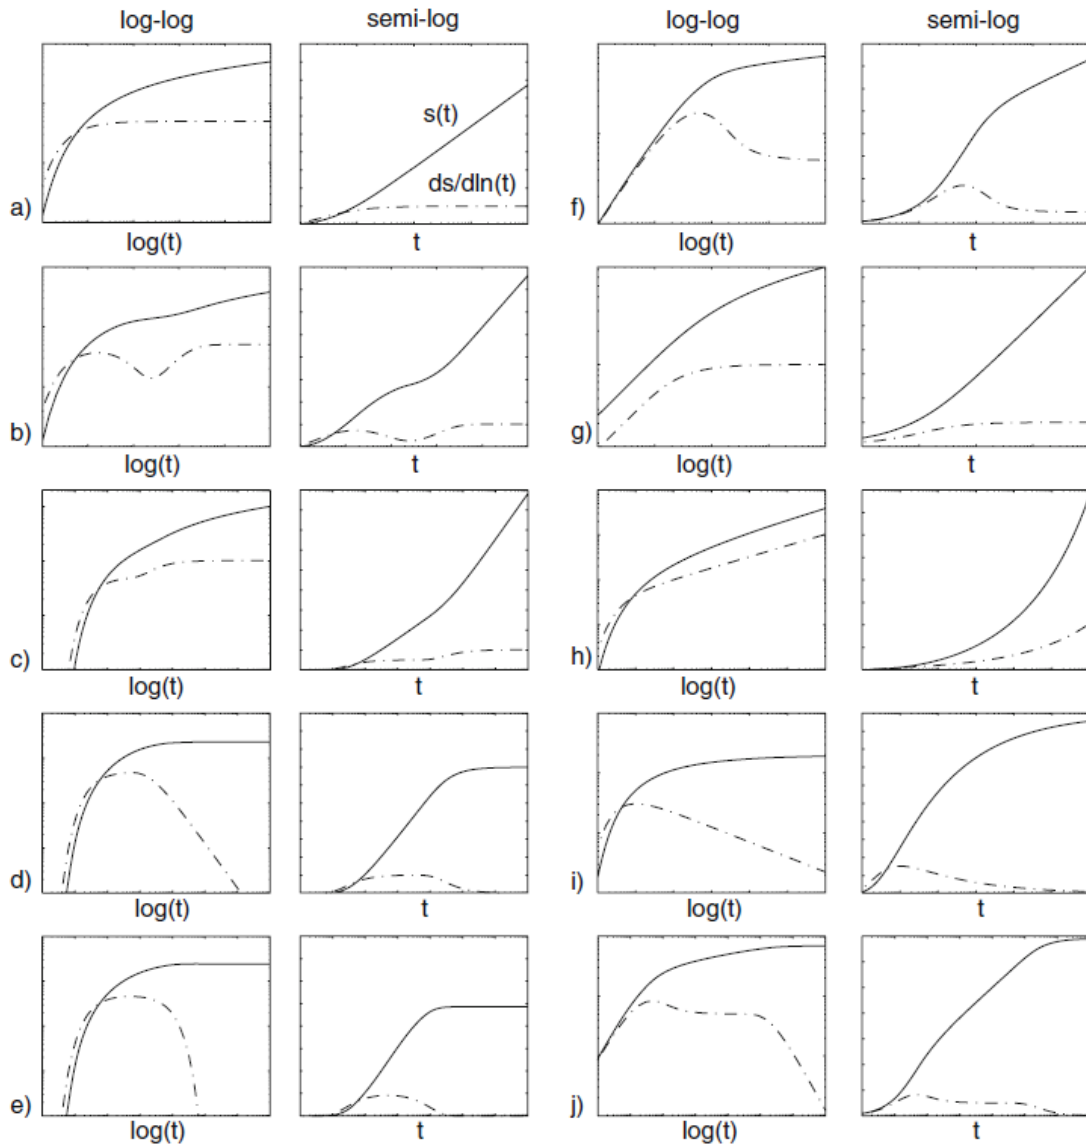 log-log semi-log log-log semi-log
s(t)
ds/dln(t)
a) f)
log(t) t log(t) t
b) g)
log(t) t log(t) t
c) h)
log(t) t log(t) t
d) i)
log(t) t log(t) t
e) j)
log(t) t log(t) t